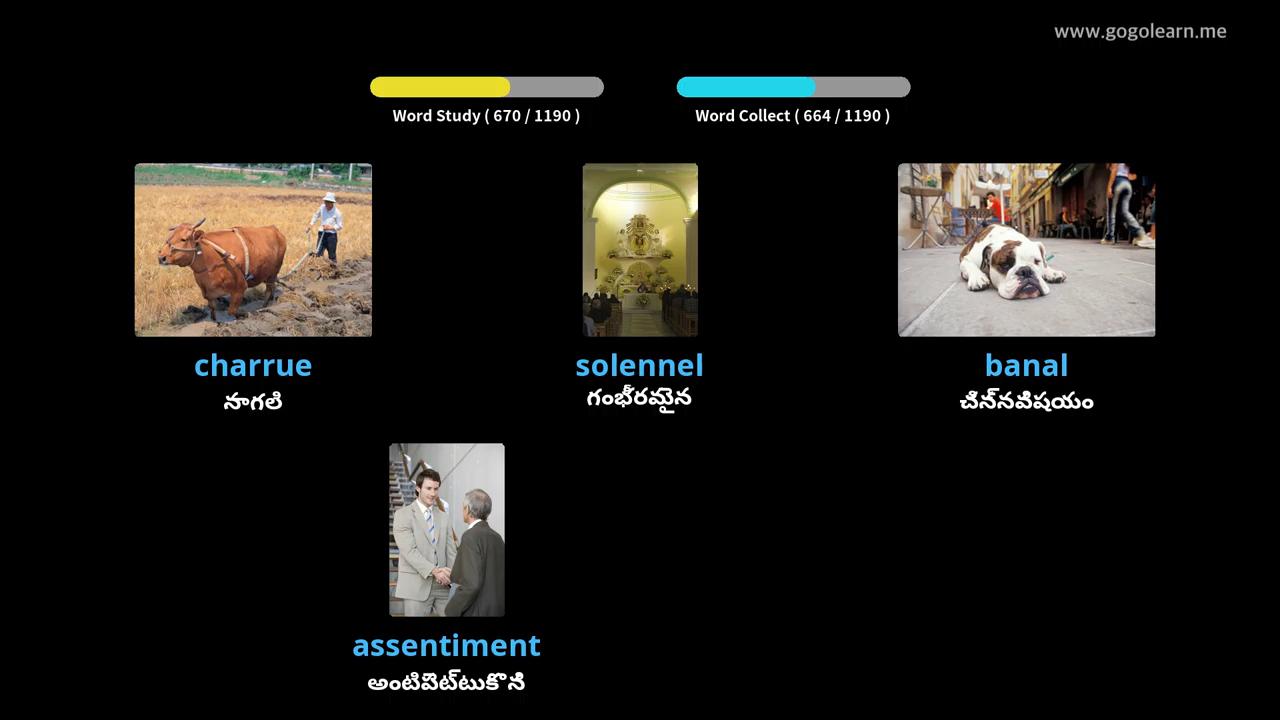 www.gogolearn.me
Word Study ( 670 / 1190 )
Word Collect ( 664 / 1190 )
charrue
నాగలి
solennel
గంభీరమైన
banal
చిన్నవిషయం
assentiment
అంటిపెట్టుకొని